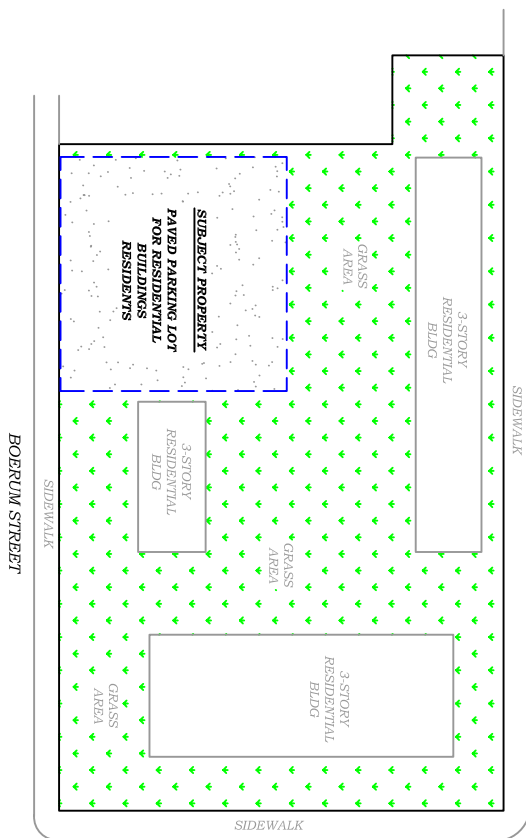 SUBJECT PROPERTY
PAVED PARKING LOT
FOR RESIDENTIAL
BUILDINGS
RESIDENTS
GRASS
AREA
3-STORY
RESIDENTIAL
BLDG
SIDEWALK
3-STORY
RESIDENTIAL
BLDG
GRASS
AREA
BOERUM STREET
SIDEWALK
3-STORY
RESIDENTIAL
BLDG
GRASS
AREA
SIDEWALK